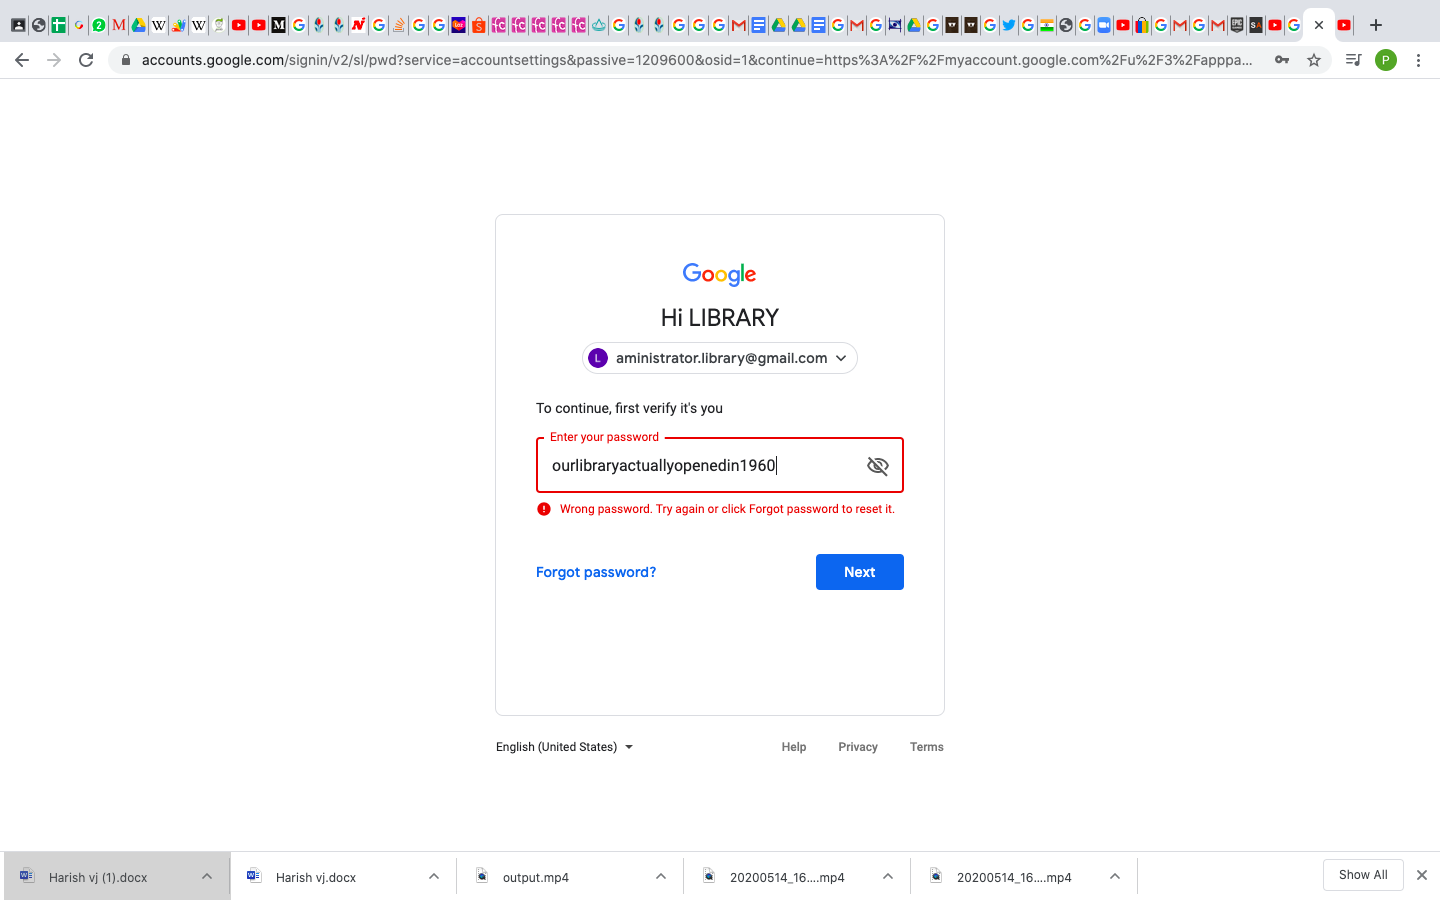 accounts.google.com/signin/v2/sl/pwd?service=accountsettings&passive=1209600&osid=1&continue=https%3A%2F%2Fmyaccount.google.com%2Fu%2F3%2Fapppa...
P
Google
Hi LIBRARY
L aministrator.library@gmail.com
To continue, first verify it's you
Enter your password
ourlibraryactuallyopenedin1960
Wrong password. Try again or click Forgot password to reset it.
Forgot password? Next
English (United States) Help Privacy Terms
Harish vj (1).docx Harish vj.docx output.mp4 20200514_16....mp4 20200514_16....mp4 Show All